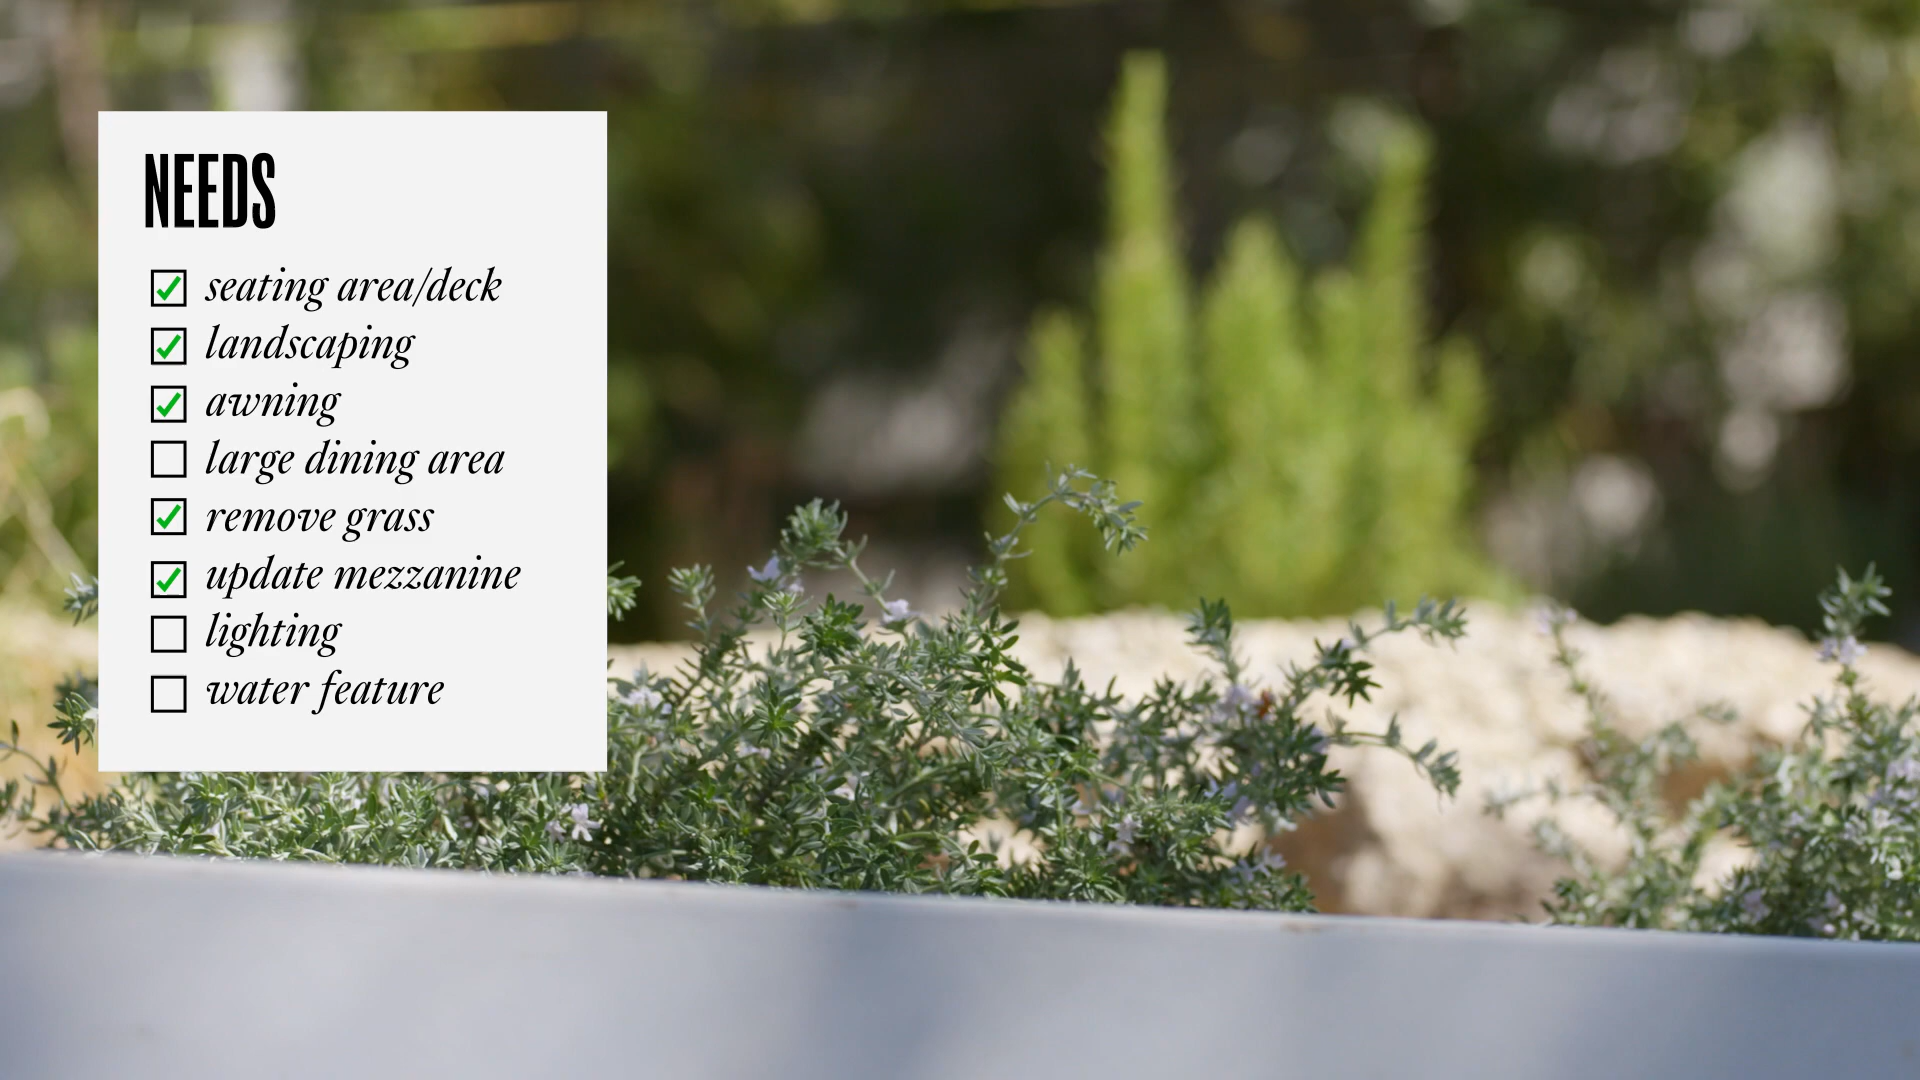 NEEDS
seating area/deck
landscaping
awning
large dining area
remove grass
update mezzanine
lighting
water feature